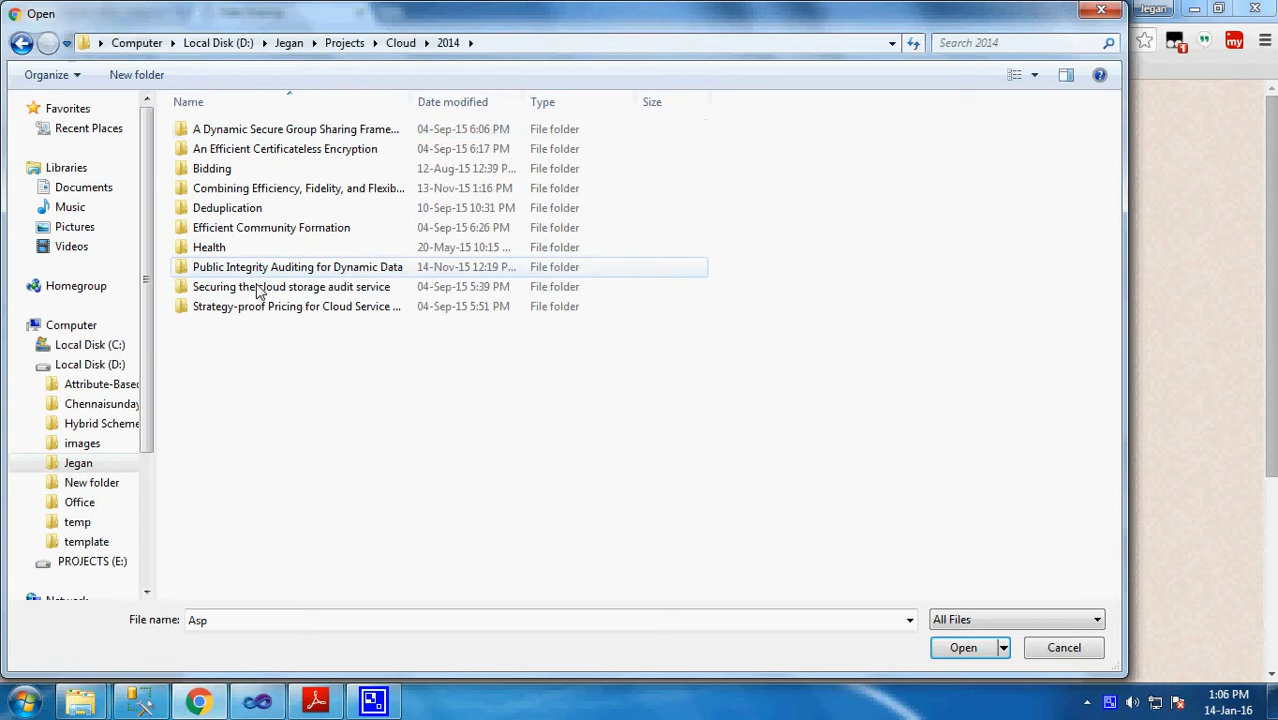 Open
Jegan
Computer Local Disk (D:) Jegan Projects Cloud 2014
Search 2014
my
1
Organize
New folder
Name Date modified Type Size
Favorites
Recent Places
Libraries
Documents
Music
Pictures
Videos
Homegroup
Computer
Local Disk (C:)
Local Disk (D:)
Attribute-Based
Chennaisunday
Hybrid Scheme
images
Jegan
New folder
Office
temp
template
PROJECTS (E:)
Network
A Dynamic Secure Group Sharing Frame... 04-Sep-15 6:06 PM File folder
An Efficient Certificateless Encryption 04-Sep-15 6:17 PM File folder
Bidding 12-Aug-15 12:39 P... File folder
Combining Efficiency, Fidelity, and Flexib... 13-Nov-15 1:16 PM File folder
Deduplication 10-Sep-15 10:31 PM File folder
Efficient Community Formation 04-Sep-15 6:26 PM File folder
Health 20-May-15 10:15 ... File folder
Public Integrity Auditing for Dynamic Data 14-Nov-15 12:19 P... File folder
Securing the cloud storage audit service 04-Sep-15 5:39 PM File folder
Strategy-proof Pricing for Cloud Service ... 04-Sep-15 5:51 PM File folder
File name: Asp
All Files
Open
Cancel
1:06 PM
14-Jan-16